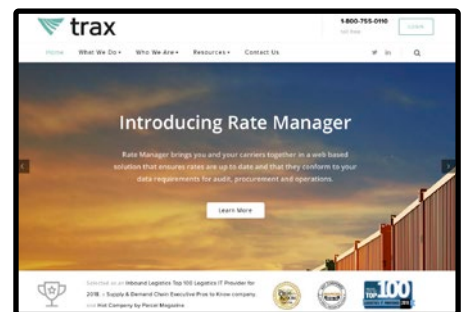 trax
1-800-755-0110
Toll Free
LOGIN
Home What We Do Who We Are Resources Contact Us
Introducing Rate Manager
Rate Manager brings you and your carriers together in a web based
solution that ensures rates are up to date and that they conform to your
data requirements for audit, procurement and operations.
Learn More
Selected as an Inbound Logistics Top 100 Logistics IT Provider for
2018, a Supply & Demand Chain Executive Pros to Know company
and Hot Company by Parcel Magazine.
TOP 100